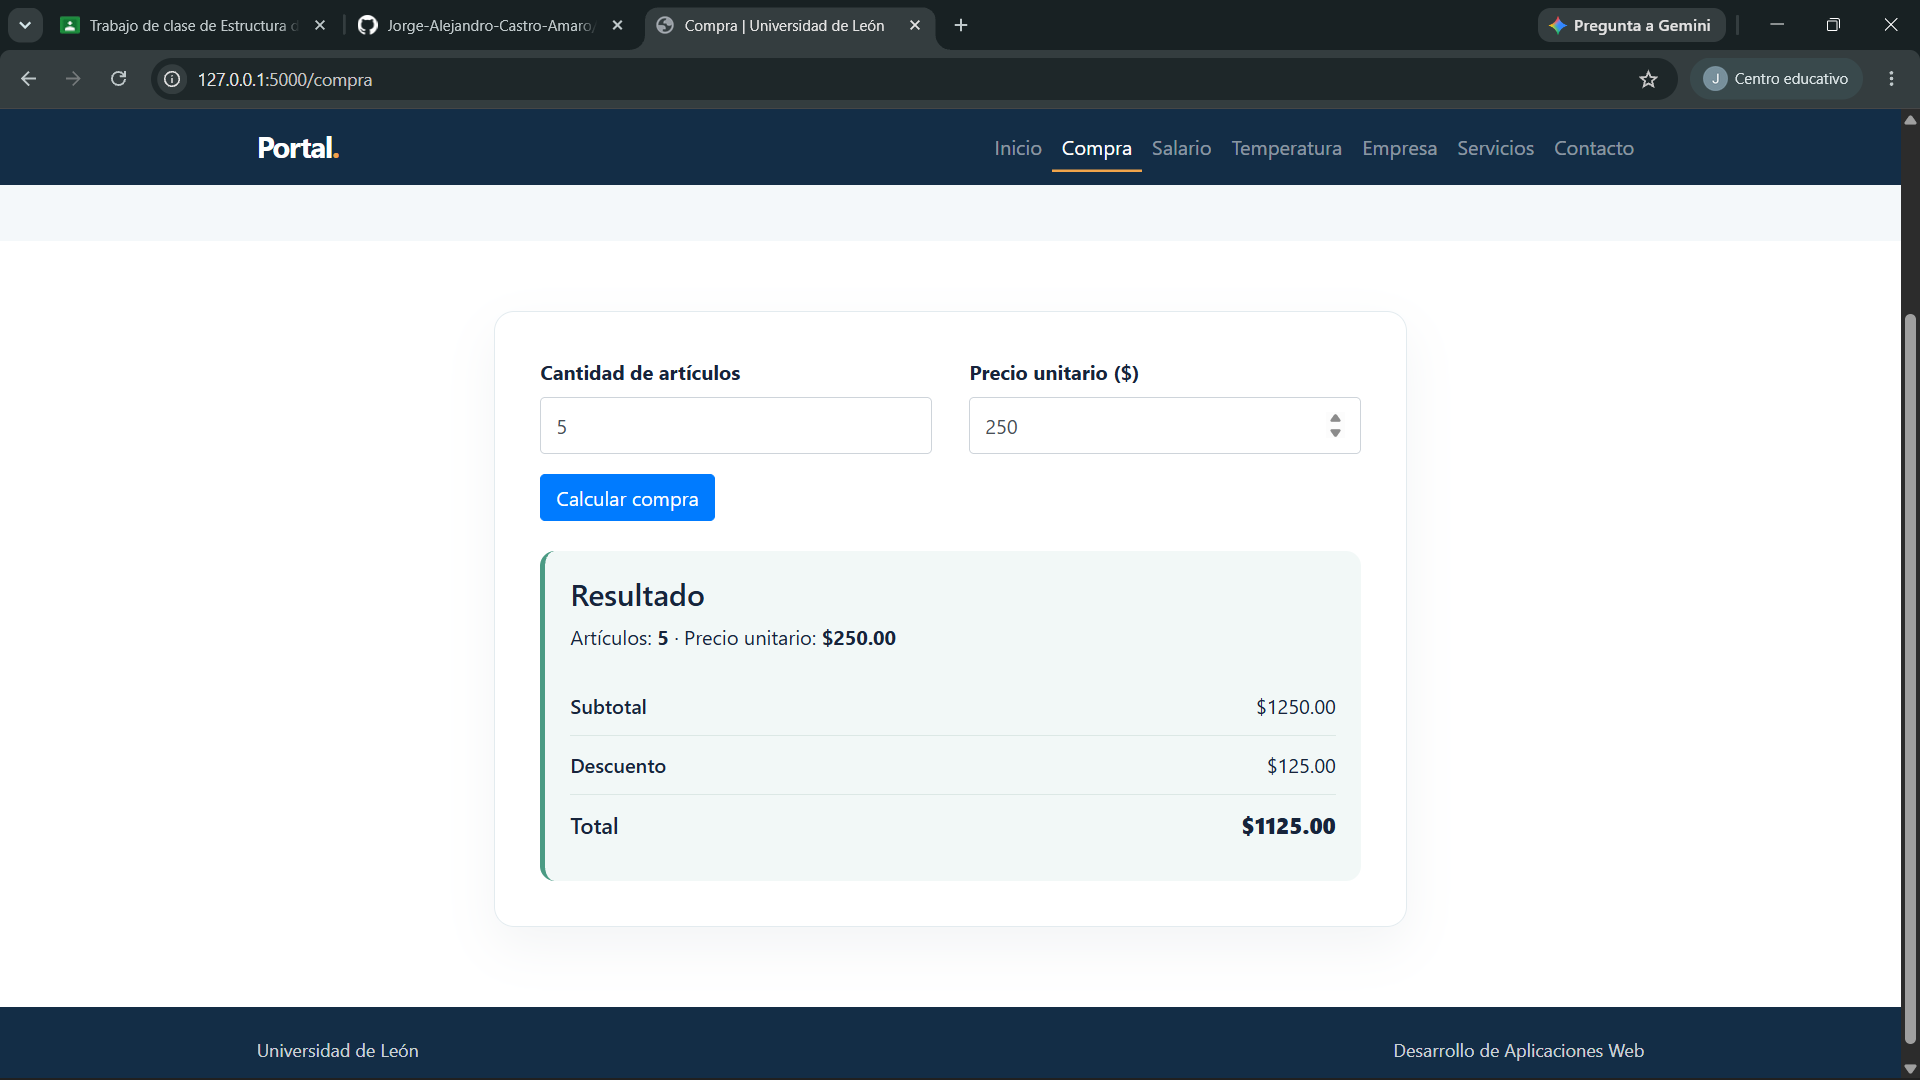 Trabajo de clase de Estructura d
Jorge-Alejandro-Castro-Amaro/
Compra | Universidad de León
Pregunta a Gemini
127.0.0.1:5000/compra
J Centro educativo
Portal.
Inicio Compra Salario Temperatura Empresa Servicios Contacto
Cantidad de artículos
Precio unitario ($)
5
250
Calcular compra
Resultado
Artículos: 5 · Precio unitario: $250.00
Subtotal $1250.00
Descuento $125.00
Total $1125.00
Universidad de León
Desarrollo de Aplicaciones Web